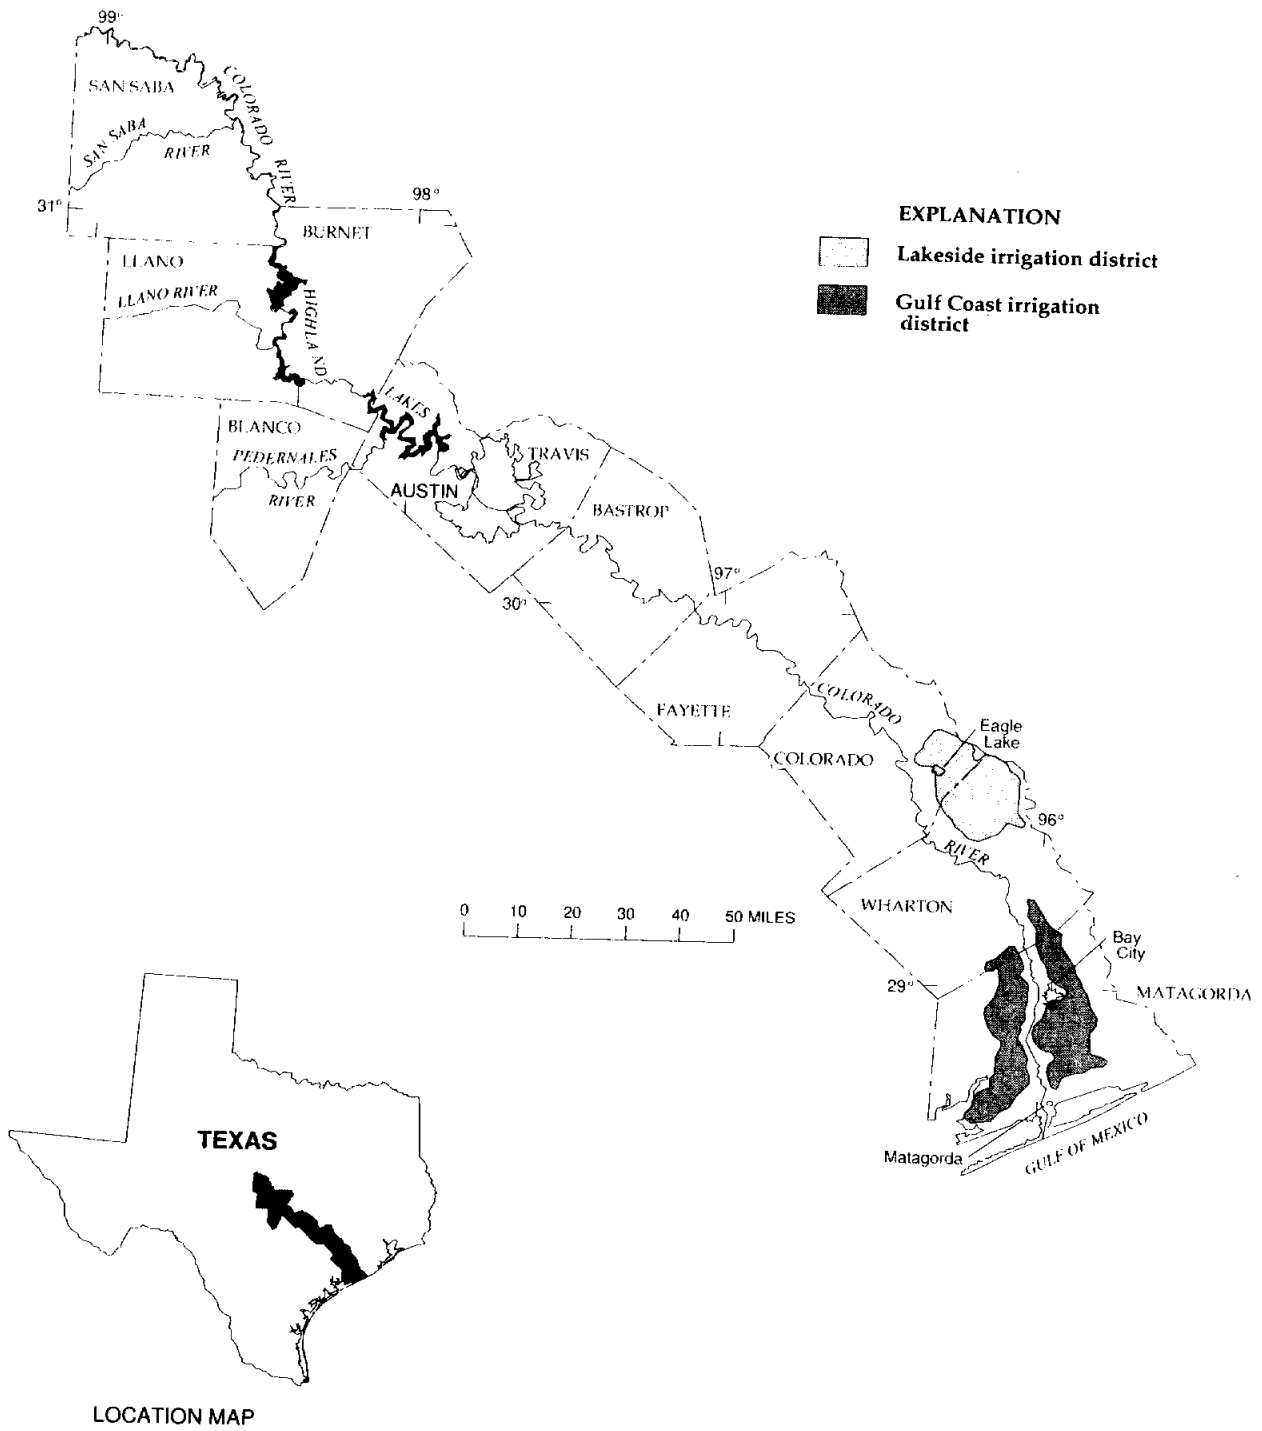 99°
SAN SABA
COLORADO RIVER
SAN SABA
RIVER
31°
98°
BURNET
LLANO
LLANO RIVER
HIGHLAND
LAKES
BLANCO
PEDERNALES
RIVER
AUSTIN
TRAVIS
BASTROP
97°
30°
FAYETTE
COLORADO
COLORADO
Eagle
Lake
96°
RIVER
WHARTON
Bay
City
29°
MATAGORDA
Matagorda
GULF OF MEXICO
EXPLANATION
Lakeside irrigation district
Gulf Coast irrigation
district
0 10 20 30 40 50 MILES
TEXAS
LOCATION MAP